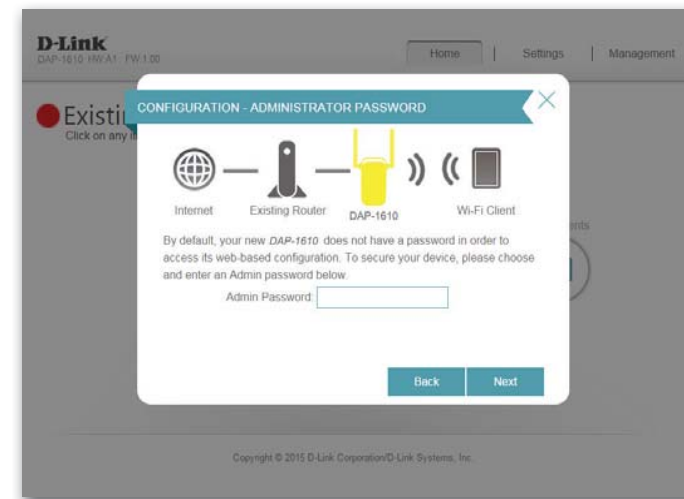 D-Link
DAP-1610 HW:A1 FW:1.00
Home | Settings | Management
Existi
Click on any i
CONFIGURATION - ADMINISTRATOR PASSWORD
Internet
Existing Router
DAP-1610
Wi-Fi Client
By default, your new DAP-1610 does not have a password in order to
access its web-based configuration. To secure your device, please choose
and enter an Admin password below.
Admin Password:
Back
Next
ents
Copyright © 2015 D-Link Corporation/D-Link Systems, Inc.